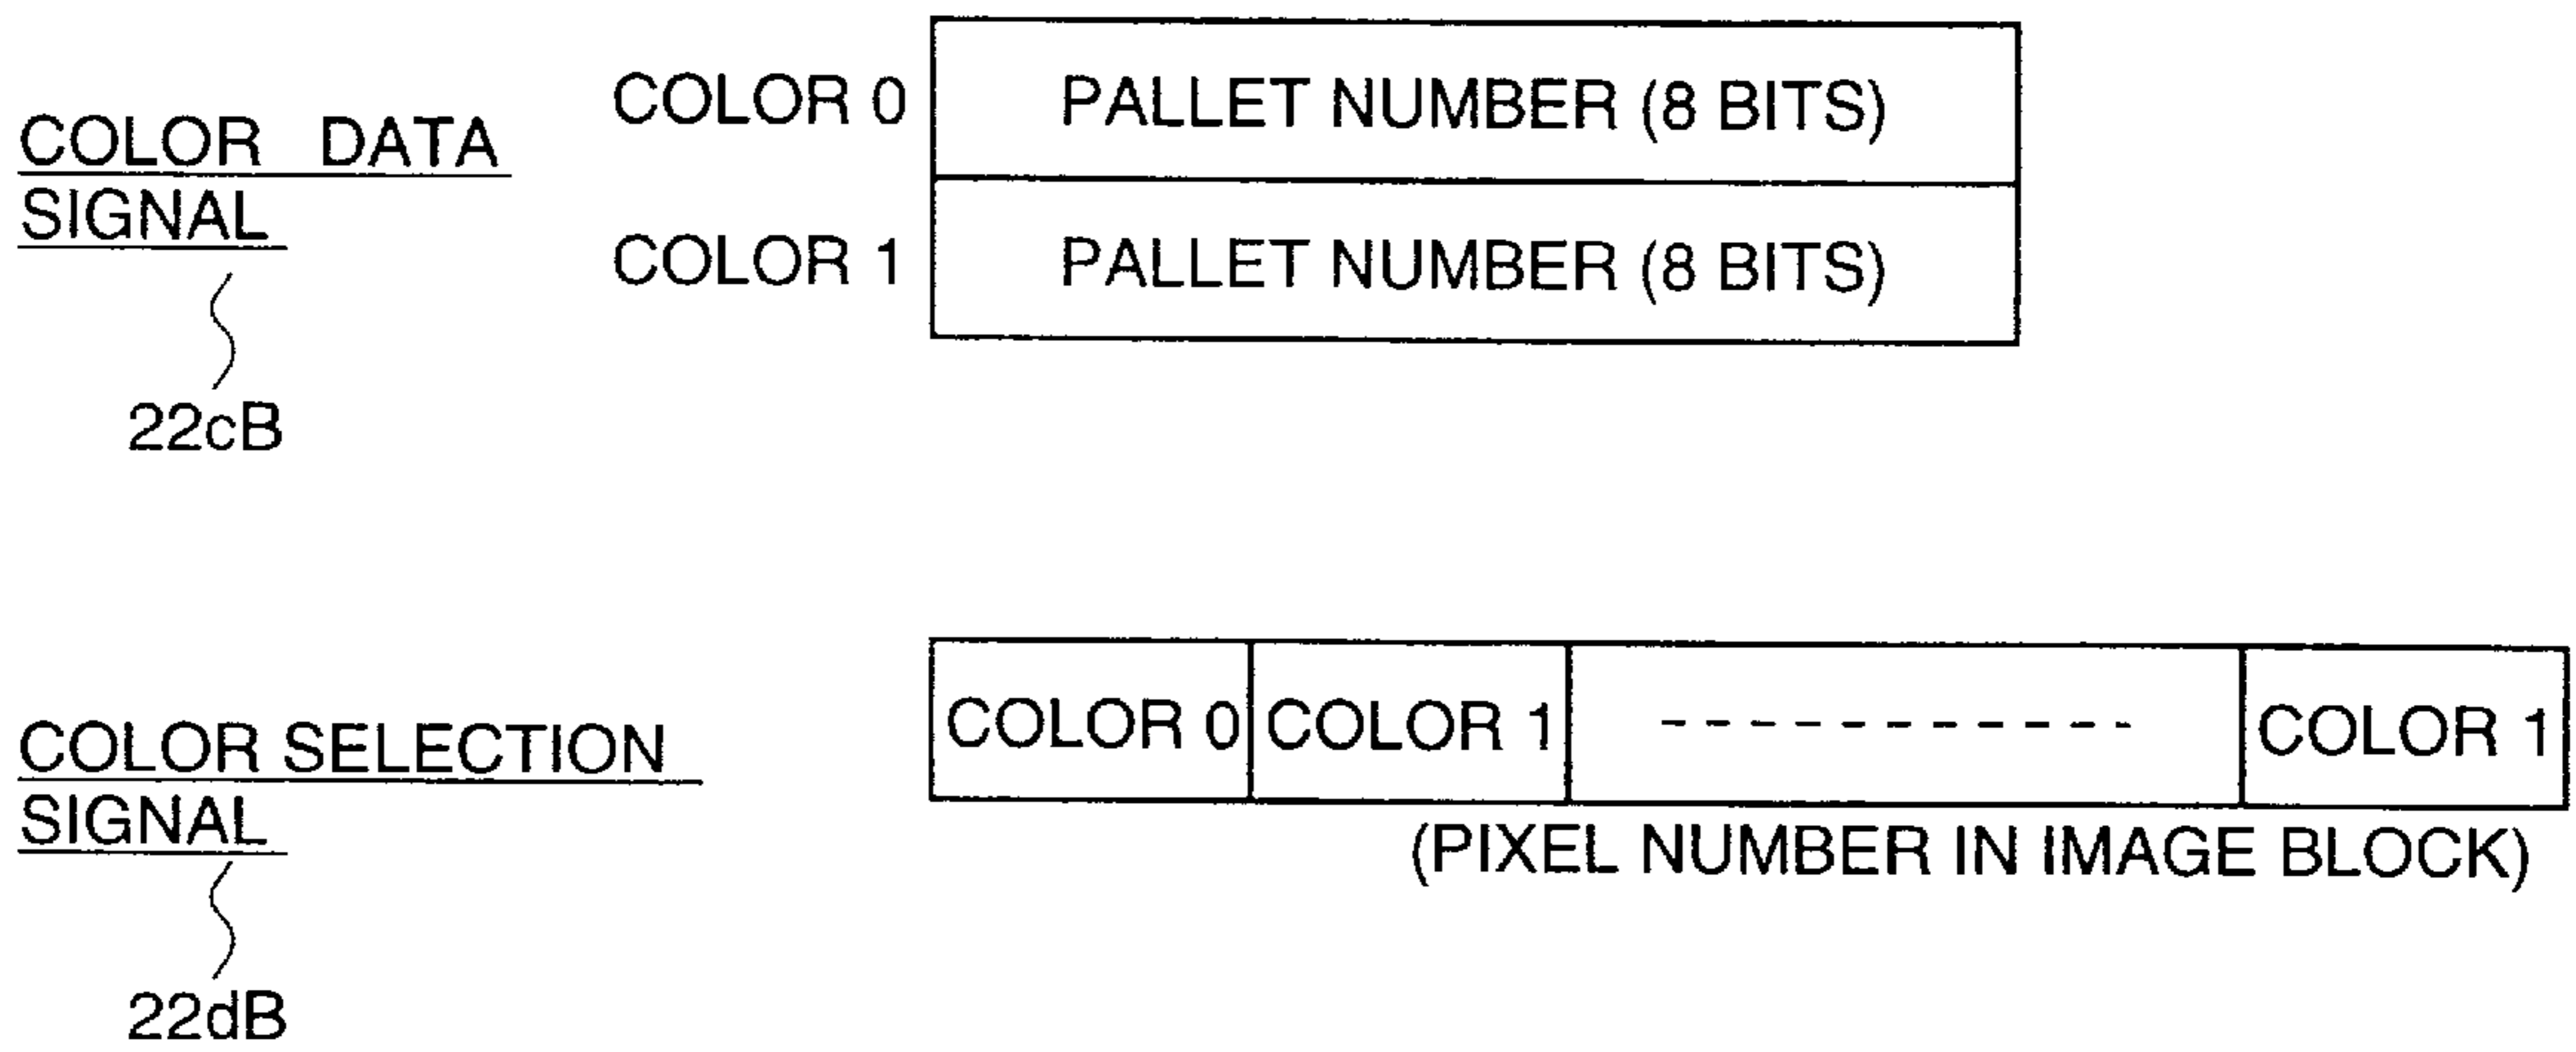 COLOR DATA
SIGNAL
22cB
COLOR 0 PALLET NUMBER (8 BITS)
COLOR 1 PALLET NUMBER (8 BITS)
COLOR SELECTION
SIGNAL
22dB
COLOR 0 COLOR 1 ---------- COLOR 1
(PIXEL NUMBER IN IMAGE BLOCK)